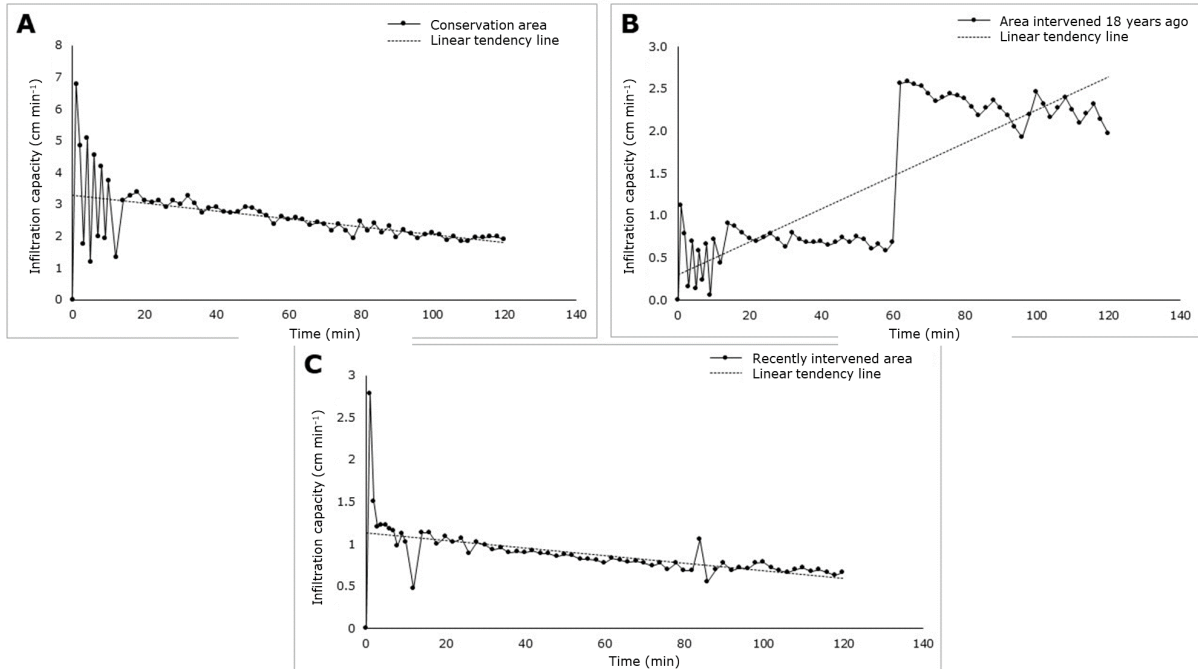 A
Conservation area
Linear tendency line
Infiltration capacity (cm min⁻¹)
8
7
6
5
4
3
2
1
0
0 20 40 60 80 100 120 140
Time (min)
B
Area intervened 18 years ago
Linear tendency line
Infiltration capacity (cm min⁻¹)
3.0
2.5
2.0
1.5
1.0
0.5
0.0
0 20 40 60 80 100 120 140
Time (min)
C
Recently intervened area
Linear tendency line
Infiltration capacity (cm min⁻¹)
3
2.5
2
1.5
1
0.5
0
0 20 40 60 80 100 120 140
Time (min)